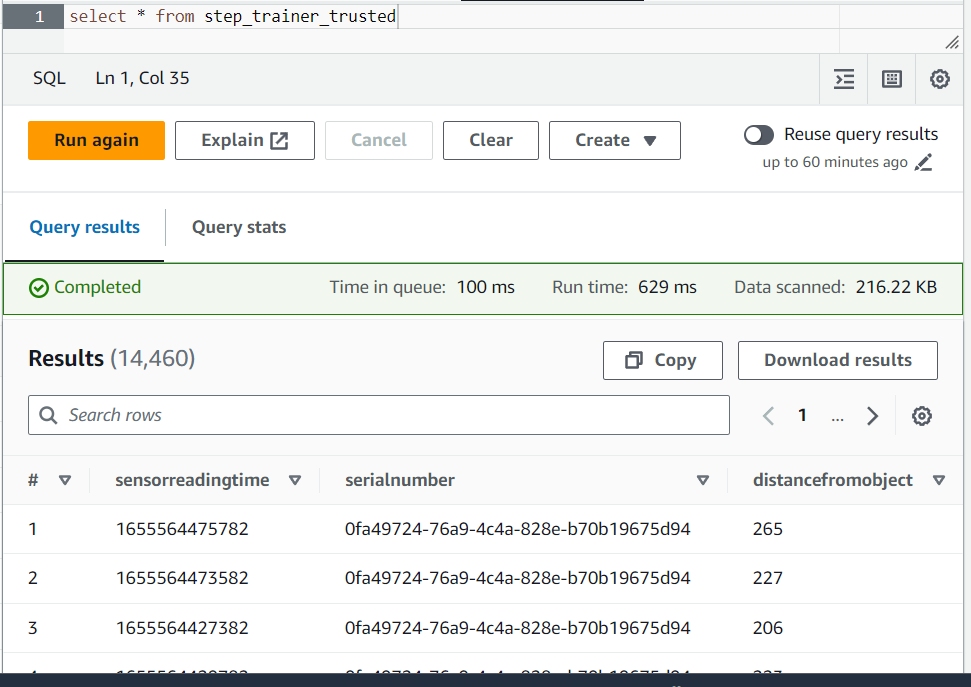 1 select * from step_trainer_trusted
SQL Ln 1, Col 35
Run again Explain Cancel Clear Create Reuse query results
up to 60 minutes ago
Query results Query stats
Completed Time in queue: 100 ms Run time: 629 ms Data scanned: 216.22 KB
Results (14,460) Copy Download results
Search rows 1 ...
# sensorreadingtime serialnumber distancefromobject
1 1655564475782 0fa49724-76a9-4c4a-828e-b70b19675d94 265
2 1655564473582 0fa49724-76a9-4c4a-828e-b70b19675d94 227
3 1655564427382 0fa49724-76a9-4c4a-828e-b70b19675d94 206